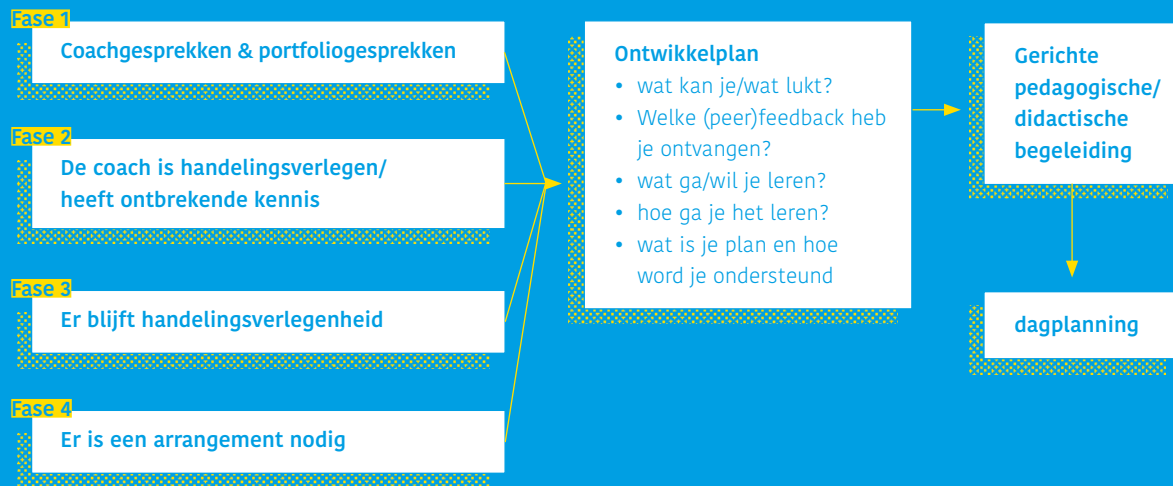 Fase 1
Coachgesprekken & portfoliogesprekken
Fase 2
De coach is handelingsverlegen/
heeft ontbrekende kennis
Fase 3
Er blijft handelingsverlegenheid
Fase 4
Er is een arrangement nodig
Ontwikkelplan
• wat kan je/wat lukt?
• Welke (peer)feedback heb
je ontvangen?
• wat ga/wil je leren?
• hoe ga je het leren?
• wat is je plan en hoe
word je ondersteund
Gerichte
pedagogische/
didactische
begeleiding
dagplanning